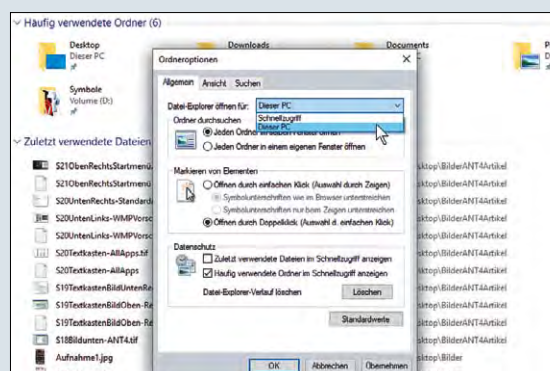 Häufig verwendete Ordner (6)
Desktop
Dieser PC
Downloads
Documents
Symbole
Volume (D:)
Zuletzt verwendete Dateien
S21ObenRechtsStartmenü.
S21ObenRechtsStartmenü.
S20UntenRechts-Standard
S20UntenLinks-WMPVorsc
S20UntenLinks-WMPVorsc
S20Textkasten-AllApps.tif
S20Textkasten-AllApps
S19TextkastenBildUntenRe
S19TextkastenBildOben-Re
S19TextkastenBildOben-Re
S18Bildunten-ANT4.tif
Aufnahme1.jpg
Ordneroptionen
Allgemein Ansicht Suchen
Datei-Explorer öffnen für: Dieser PC
Schnellzugriff
Dieser PC
Ordner durchsuchen
Jeden Ordner
Jeden Ordner in einem eigenen Fenster öffnen
Markieren von Elementen
Öffnen durch einfachen Klick (Auswahl durch Zeigen)
Symbolunterschriften wie im Browser unterstreichen
Symbolunterschriften nur beim Zeigen unterstreichen
Öffnen durch Doppelklick (Auswahl d. einfachen Klick)
Datenschutz
Zuletzt verwendete Dateien im Schnellzugriff anzeigen
Häufig verwendete Ordner im Schnellzugriff anzeigen
Datei-Explorer-Verlauf löschen Löschen
Standardwerte
OK Abbrechen Übernehmen
sktop\BilderANT4Artikel
sktop\BilderANT4Artikel
sktop\BilderANT4Artikel
sktop\BilderANT4Artikel
sktop\BilderANT4Artikel
sktop\BilderANT4Artikel
sktop\BilderANT4Artikel
sktop\BilderANT4Artikel
sktop\BilderANT4Artikel
sktop\BilderANT4Artikel
sktop\BilderANT4Artikel
sktop\Bilder